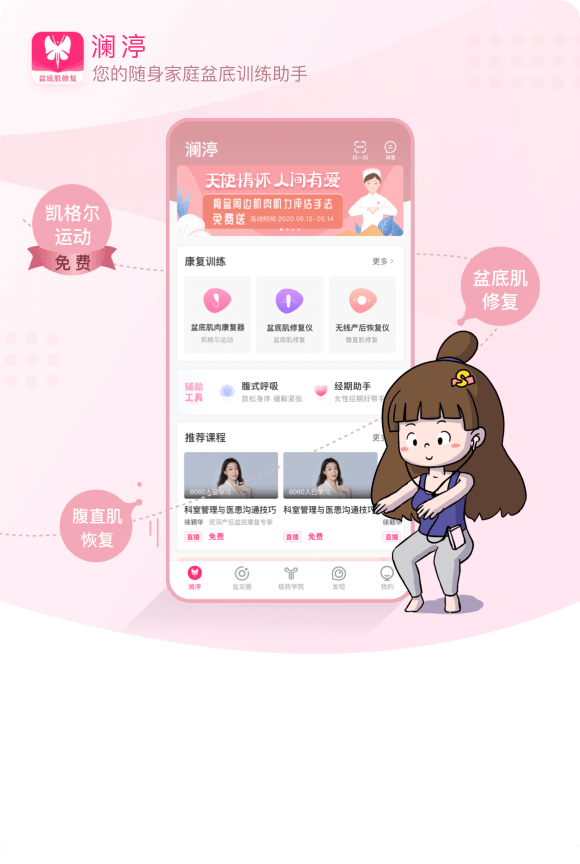 澜渟
您的随身家庭盆底训练助手
盆底肌修复
澜渟
扫一扫
消息
天使情怀 人间有爱
骨盆周边肌肉肌力评估手法
免费送 活动时间:2020.05.12-05.14
凯格尔
运动
免费
康复训练
更多 >
盆底肌
修复
盆底肌肉康复器
凯格尔运动
盆底肌修复仪
盆底肌修复
无线产后恢复仪
腹直肌修复
辅助
工具
腹式呼吸
放松身体 缓解紧张
经期助手
女性经期好帮手
推荐课程
更
8060人已学习
8060人已学习
科室管理与医患沟通技巧
科室管理与医患沟通技巧
徐颖华 资深产后盆底康复专家
徐颖华
直播 免费
直播 免费
直播
腹直肌
恢复
澜渟
盆友圈
极致学院
发现
我的